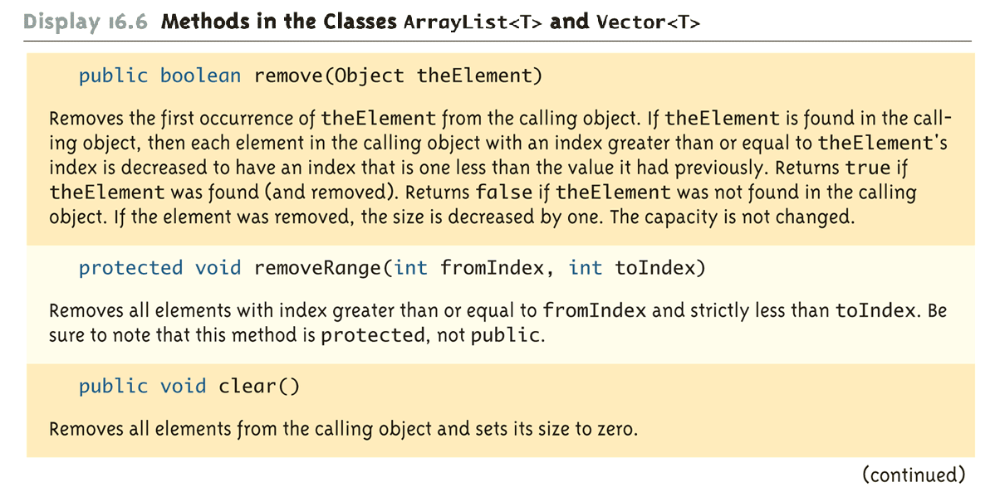 Display 16.6 Methods in the Classes ArrayList<T> and Vector<T>
public boolean remove(Object theElement)
Removes the first occurrence of theElement from the calling object. If theElement is found in the call-
ing object, then each element in the calling object with an index greater than or equal to theElement's
index is decreased to have an index that is one less than the value it had previously. Returns true if
theElement was found (and removed). Returns false if theElement was not found in the calling
object. If the element was removed, the size is decreased by one. The capacity is not changed.
protected void removeRange(int fromIndex, int toIndex)
Removes all elements with index greater than or equal to fromIndex and strictly less than toIndex. Be
sure to note that this method is protected, not public.
public void clear()
Removes all elements from the calling object and sets its size to zero.
(continued)